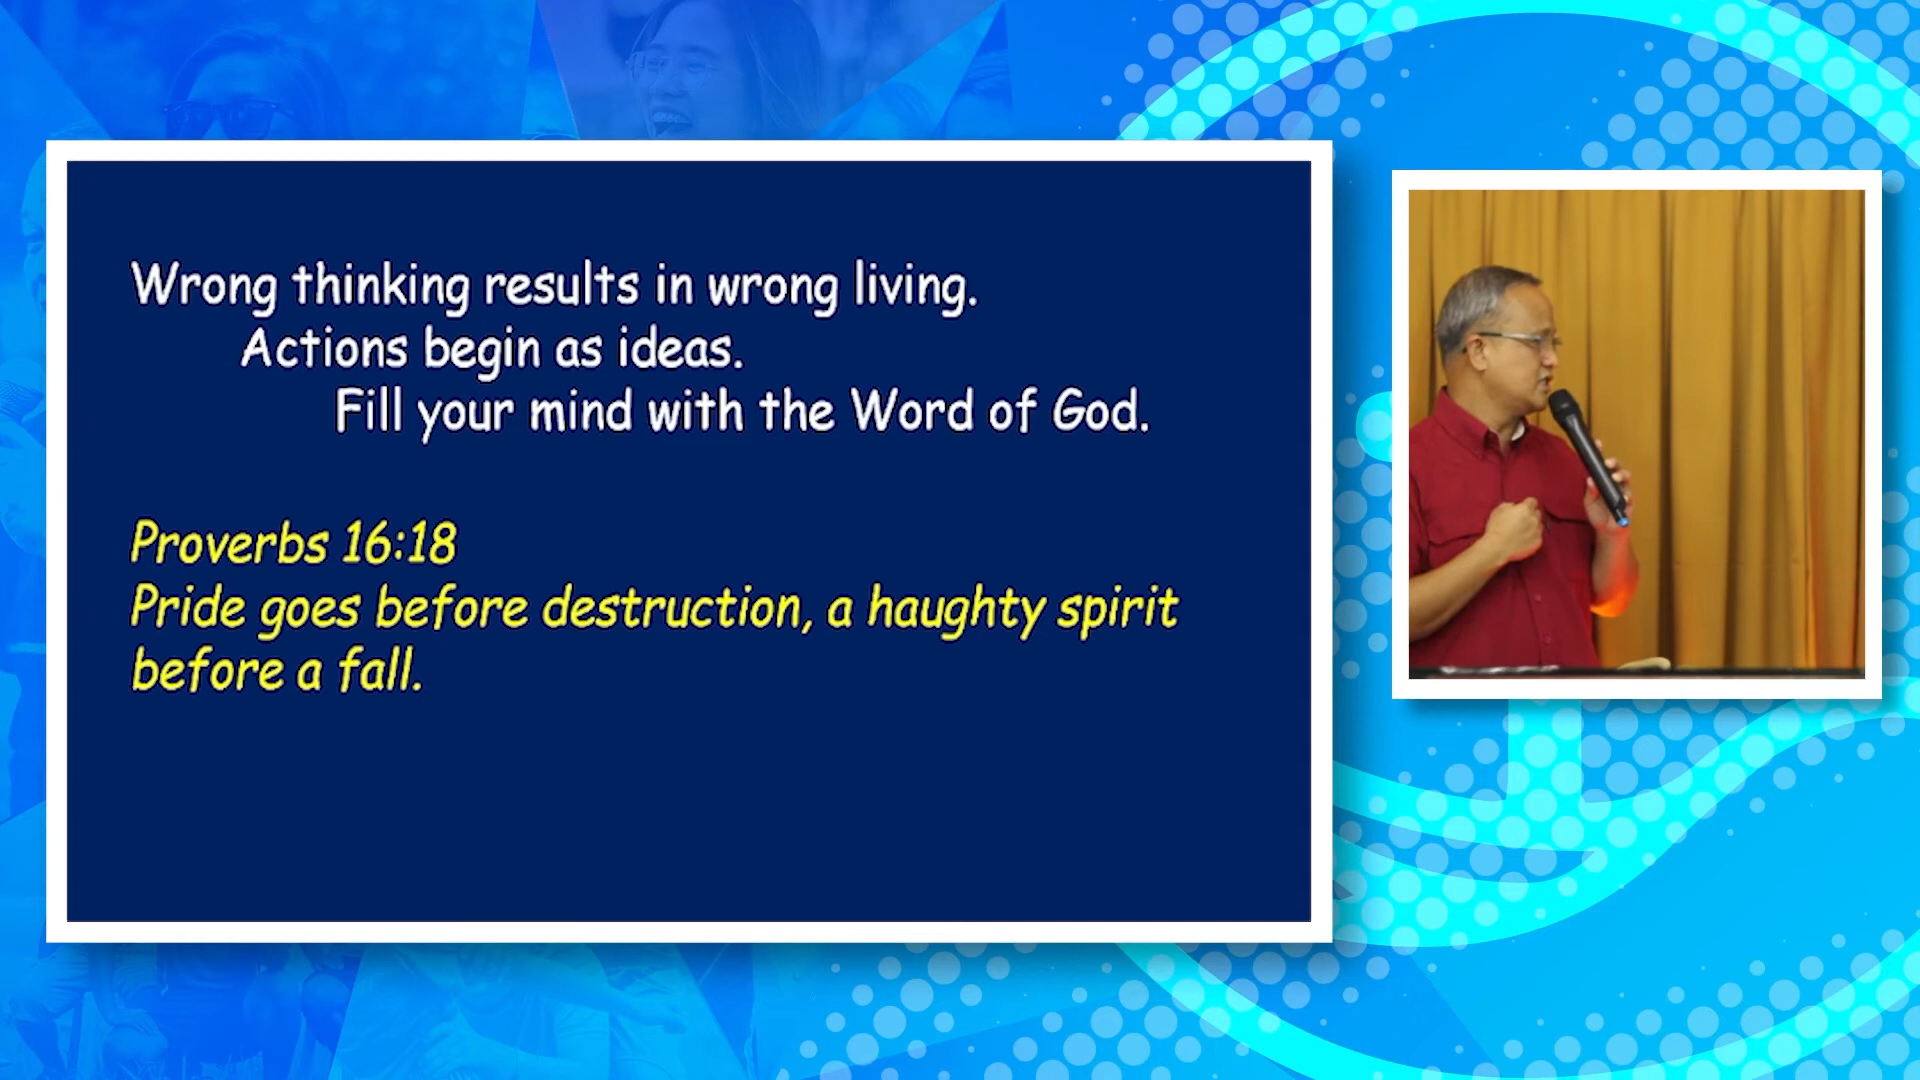 Wrong thinking results in wrong living.
Actions begin as ideas.
Fill your mind with the Word of God.
Proverbs 16:18
Pride goes before destruction, a haughty spirit
before a fall.